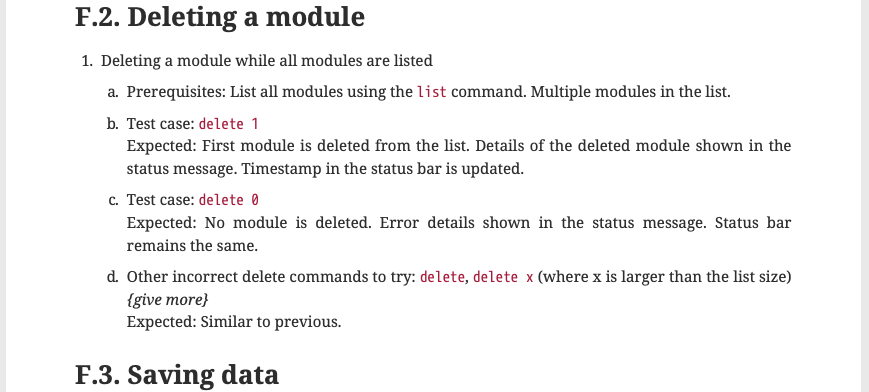 F.2. Deleting a module
1. Deleting a module while all modules are listed
a. Prerequisites: List all modules using the list command. Multiple modules in the list.
b. Test case: delete 1
Expected: First module is deleted from the list. Details of the deleted module shown in the
status message. Timestamp in the status bar is updated.
c. Test case: delete 0
Expected: No module is deleted. Error details shown in the status message. Status bar
remains the same.
d. Other incorrect delete commands to try: delete, delete x (where x is larger than the list size)
{give more}
Expected: Similar to previous.
F.3. Saving data